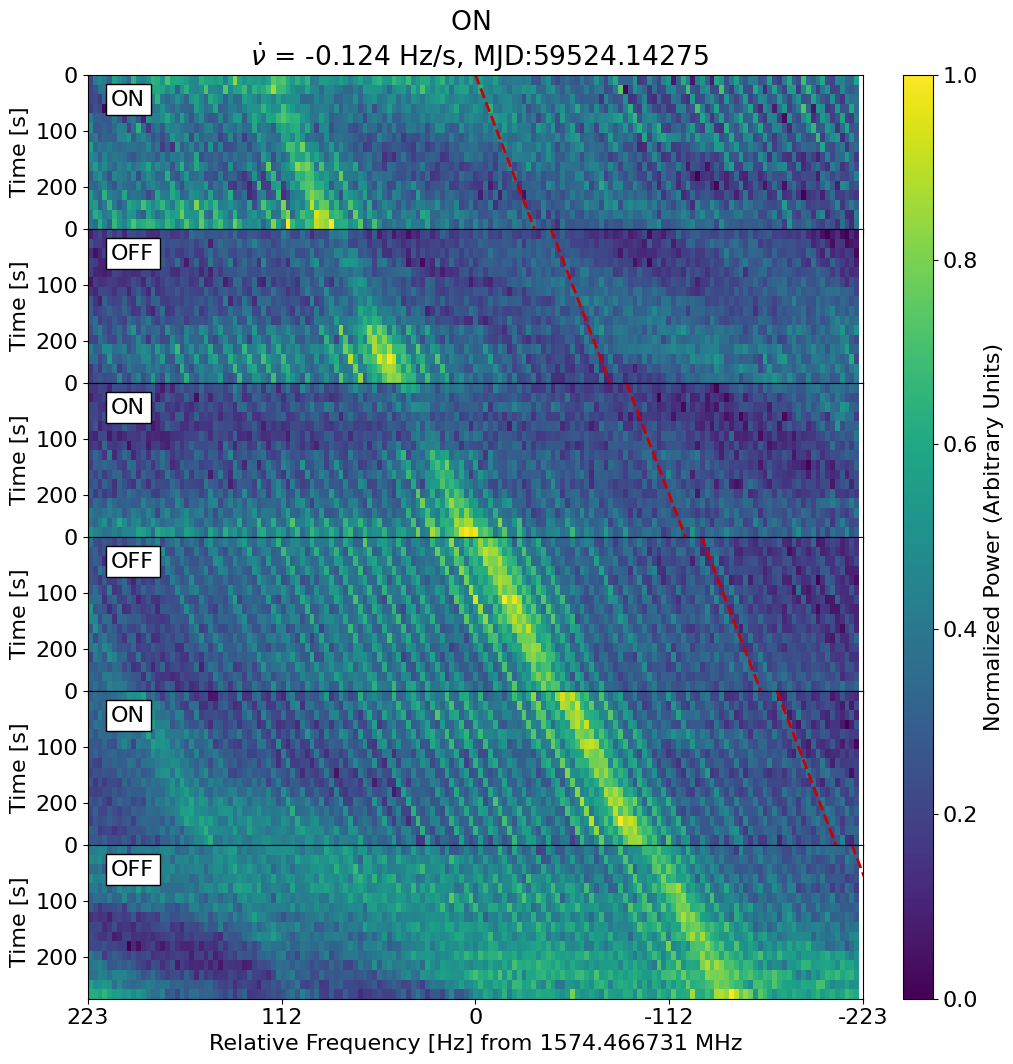 ON
ν̇ = -0.124 Hz/s, MJD:59524.14275
0
ON
100
Time [s]
200
0
OFF
100
Time [s]
200
0
ON
100
Time [s]
200
0
OFF
100
Time [s]
200
0
ON
100
Time [s]
200
0
OFF
100
Time [s]
200
223 112 0 -112 -223
Relative Frequency [Hz] from 1574.466731 MHz
1.0
0.8
0.6
0.4
0.2
0.0
Normalized Power (Arbitrary Units)